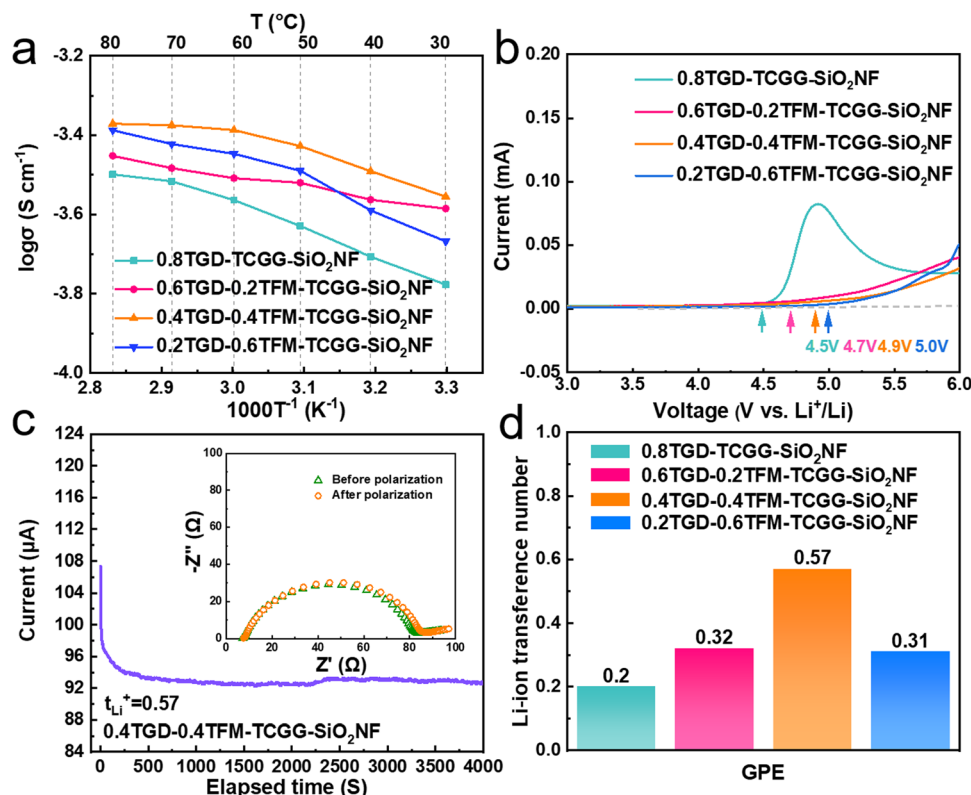 a
T (°C)
80 70 60 50 40 30
-3.2
-3.4
-3.6
-3.8
-4.0
logσ (S cm⁻¹)
0.8TGD-TCGG-SiO₂NF
0.6TGD-0.2TFM-TCGG-SiO₂NF
0.4TGD-0.4TFM-TCGG-SiO₂NF
0.2TGD-0.6TFM-TCGG-SiO₂NF
2.8 2.9 3.0 3.1 3.2 3.3
1000T⁻¹ (K⁻¹)
b
0.20
0.15
0.10
0.05
0.00
-0.05
Current (mA)
0.8TGD-TCGG-SiO₂NF
0.6TGD-0.2TFM-TCGG-SiO₂NF
0.4TGD-0.4TFM-TCGG-SiO₂NF
0.2TGD-0.6TFM-TCGG-SiO₂NF
4.5V 4.7V 4.9V 5.0V
3.0 3.5 4.0 4.5 5.0 5.5 6.0
Voltage (V vs. Li⁺/Li)
c
124
120
116
112
108
104
100
96
92
88
84
Current (μA)
100
80
60
40
20
0
-Z'' (Ω)
Before polarization
After polarization
0 20 40 60 80 100
Z' (Ω)
t_Li⁺=0.57
0.4TGD-0.4TFM-TCGG-SiO₂NF
0 500 1000 1500 2000 2500 3000 3500 4000
Elapsed time (S)
d
1.0
0.8
0.6
0.4
0.2
0.0
Li-ion transference number
0.8TGD-TCGG-SiO₂NF
0.6TGD-0.2TFM-TCGG-SiO₂NF
0.4TGD-0.4TFM-TCGG-SiO₂NF
0.2TGD-0.6TFM-TCGG-SiO₂NF
0.2 0.32 0.57 0.31
GPE